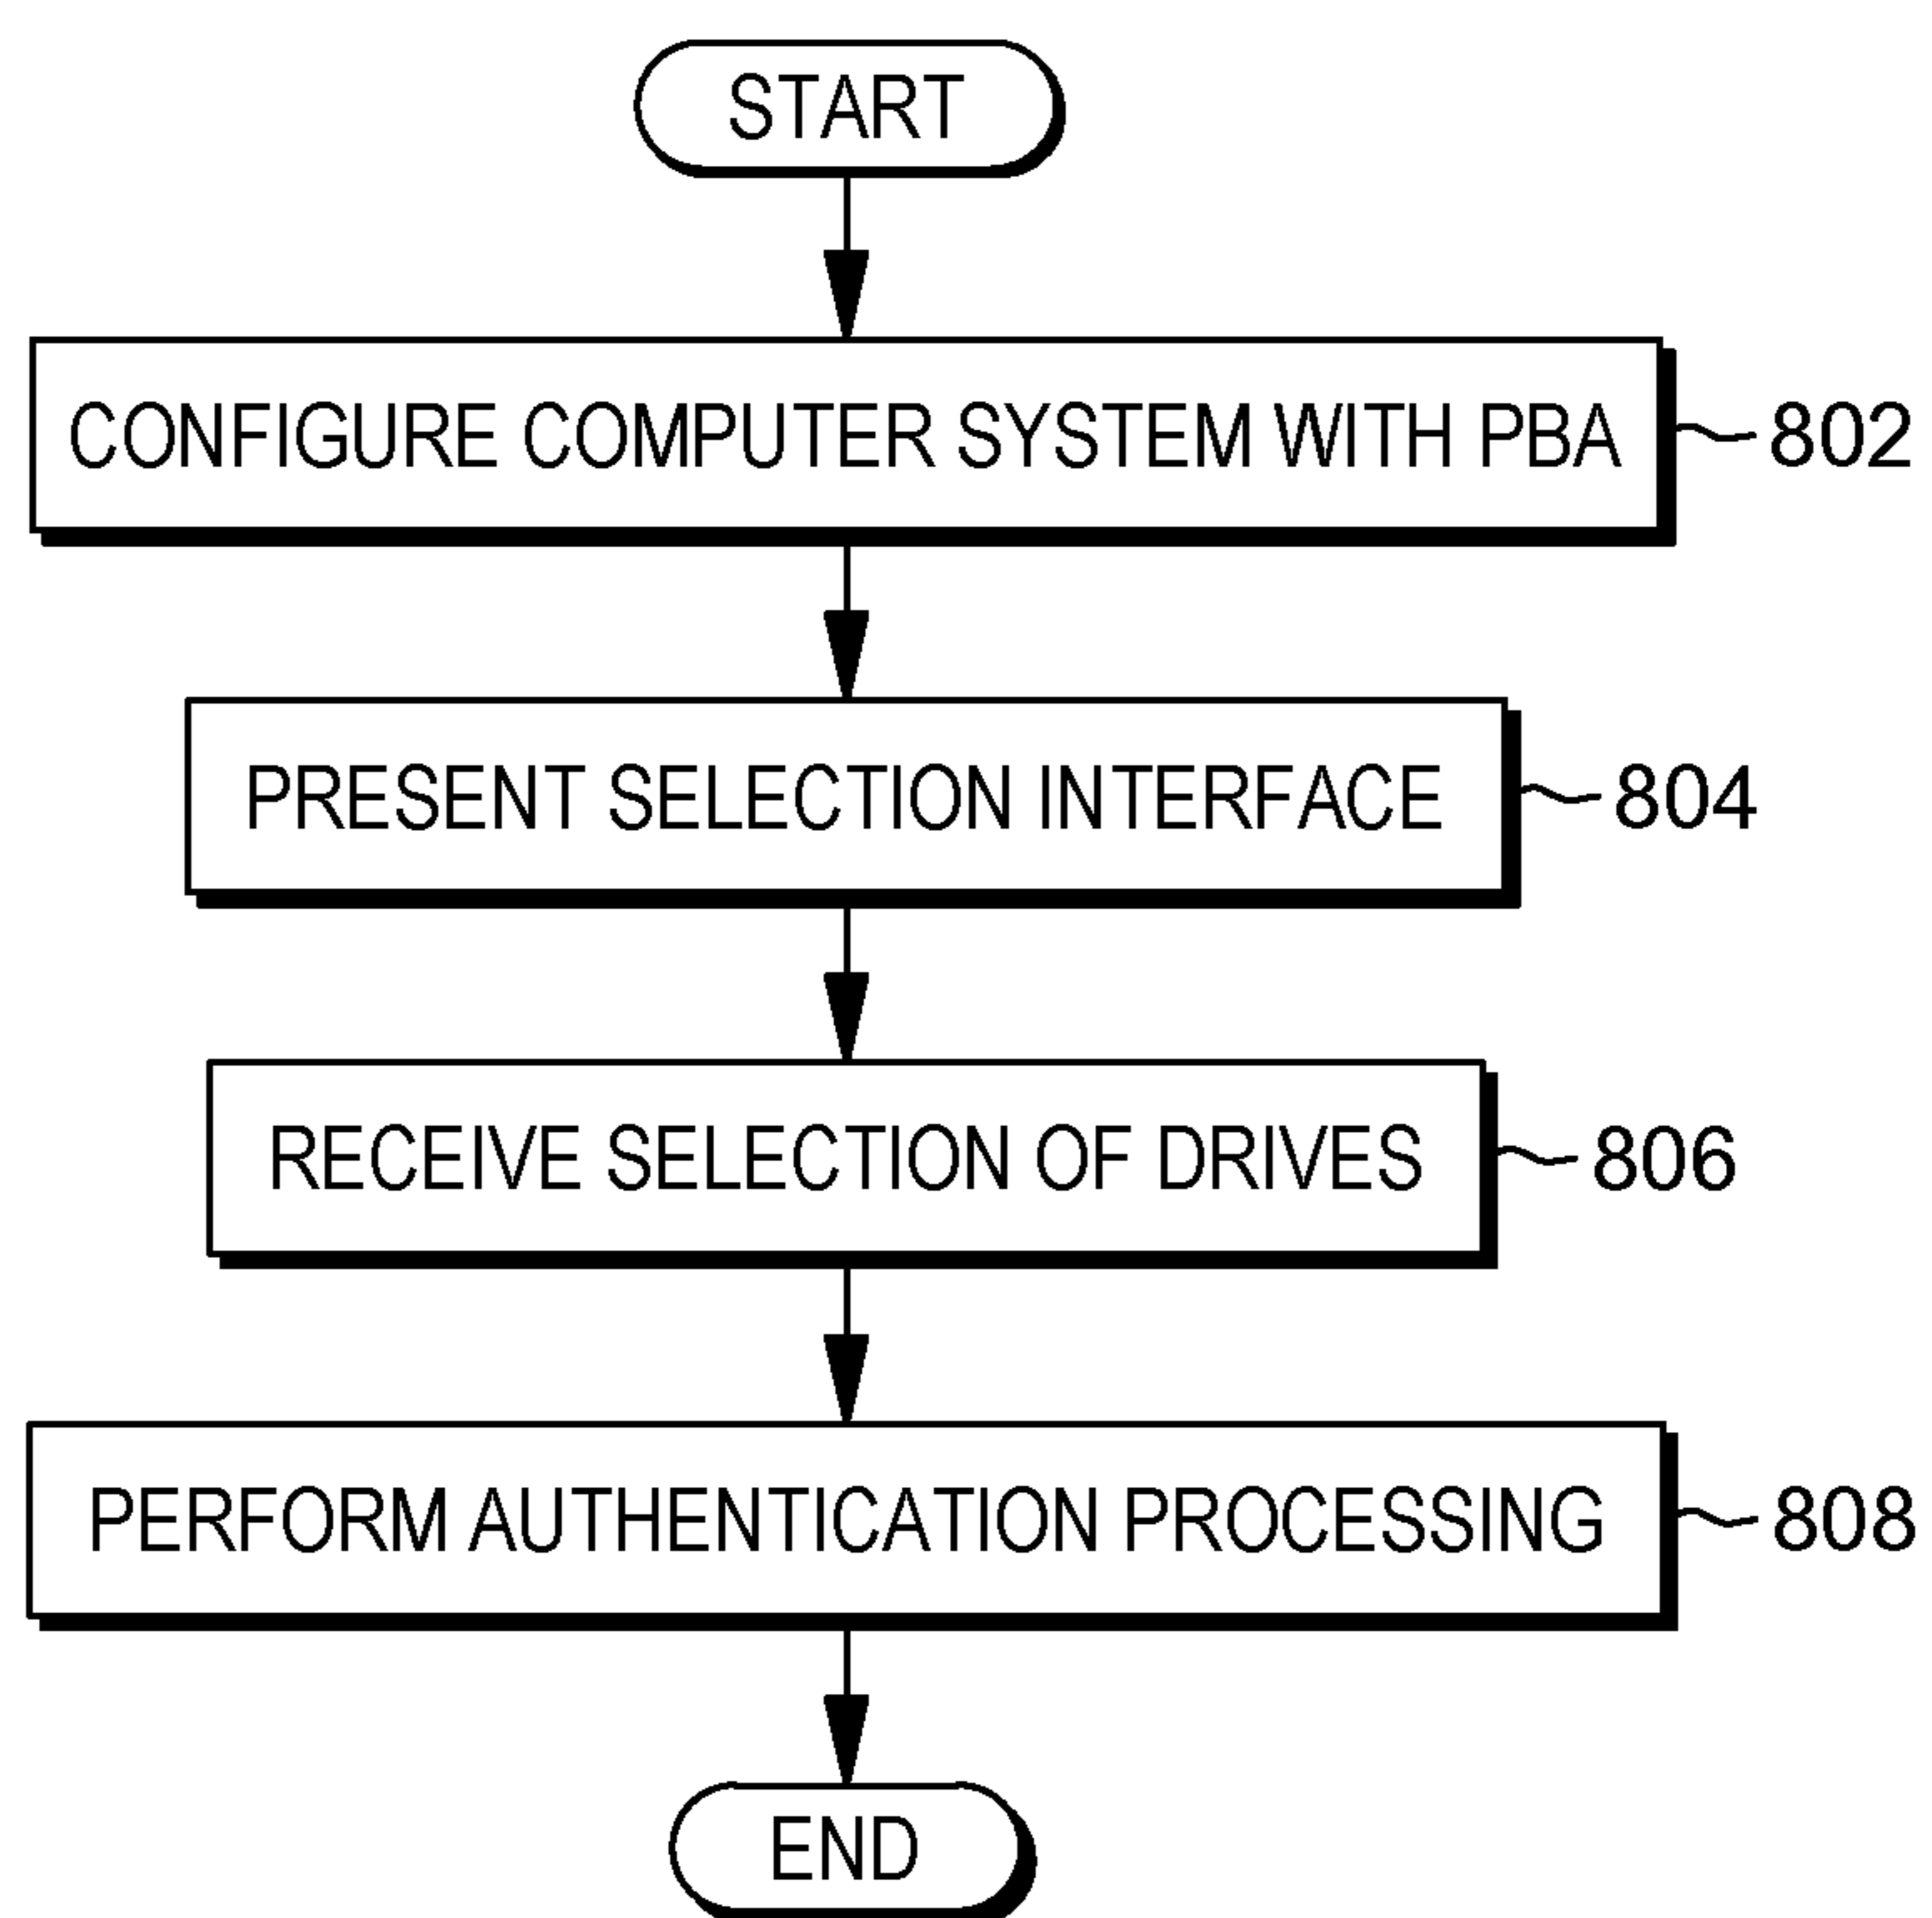 START
CONFIGURE COMPUTER SYSTEM WITH PBA 802
PRESENT SELECTION INTERFACE 804
RECEIVE SELECTION OF DRIVES 806
PERFORM AUTHENTICATION PROCESSING 808
END